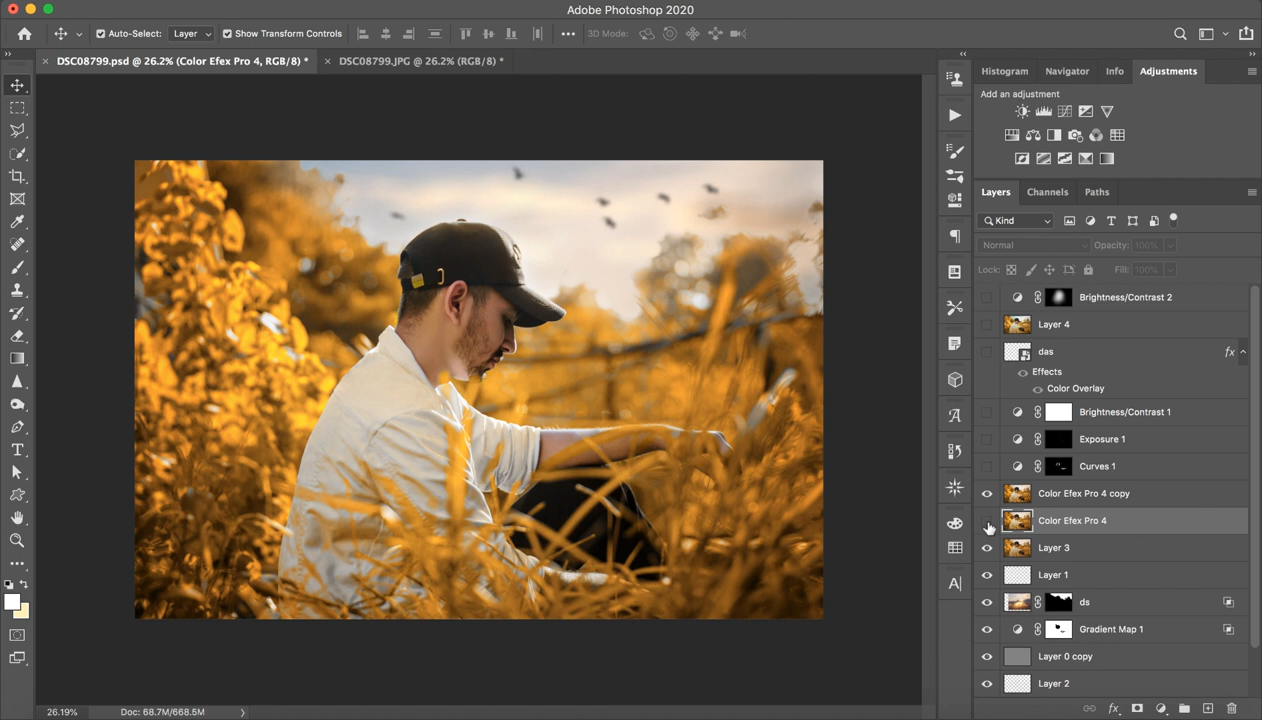 Adobe Photoshop 2020
Auto-Select: Layer Show Transform Controls 3D Mode:
DSC08799.psd @ 26.2% (Color Efex Pro 4, RGB/8) * DSC08799.JPG @ 26.2% (RGB/8) *
Histogram Navigator Info Adjustments
Add an adjustment
Layers Channels Paths
Kind
Normal Opacity: 100%
Lock: Fill: 100%
Brightness/Contrast 2
Layer 4
das fx
Effects
Color Overlay
Brightness/Contrast 1
Exposure 1
Curves 1
Color Efex Pro 4 copy
Color Efex Pro 4
Layer 3
Layer 1
ds
Gradient Map 1
Layer 0 copy
Layer 2
26.19% Doc: 68.7M/668.5M
fx